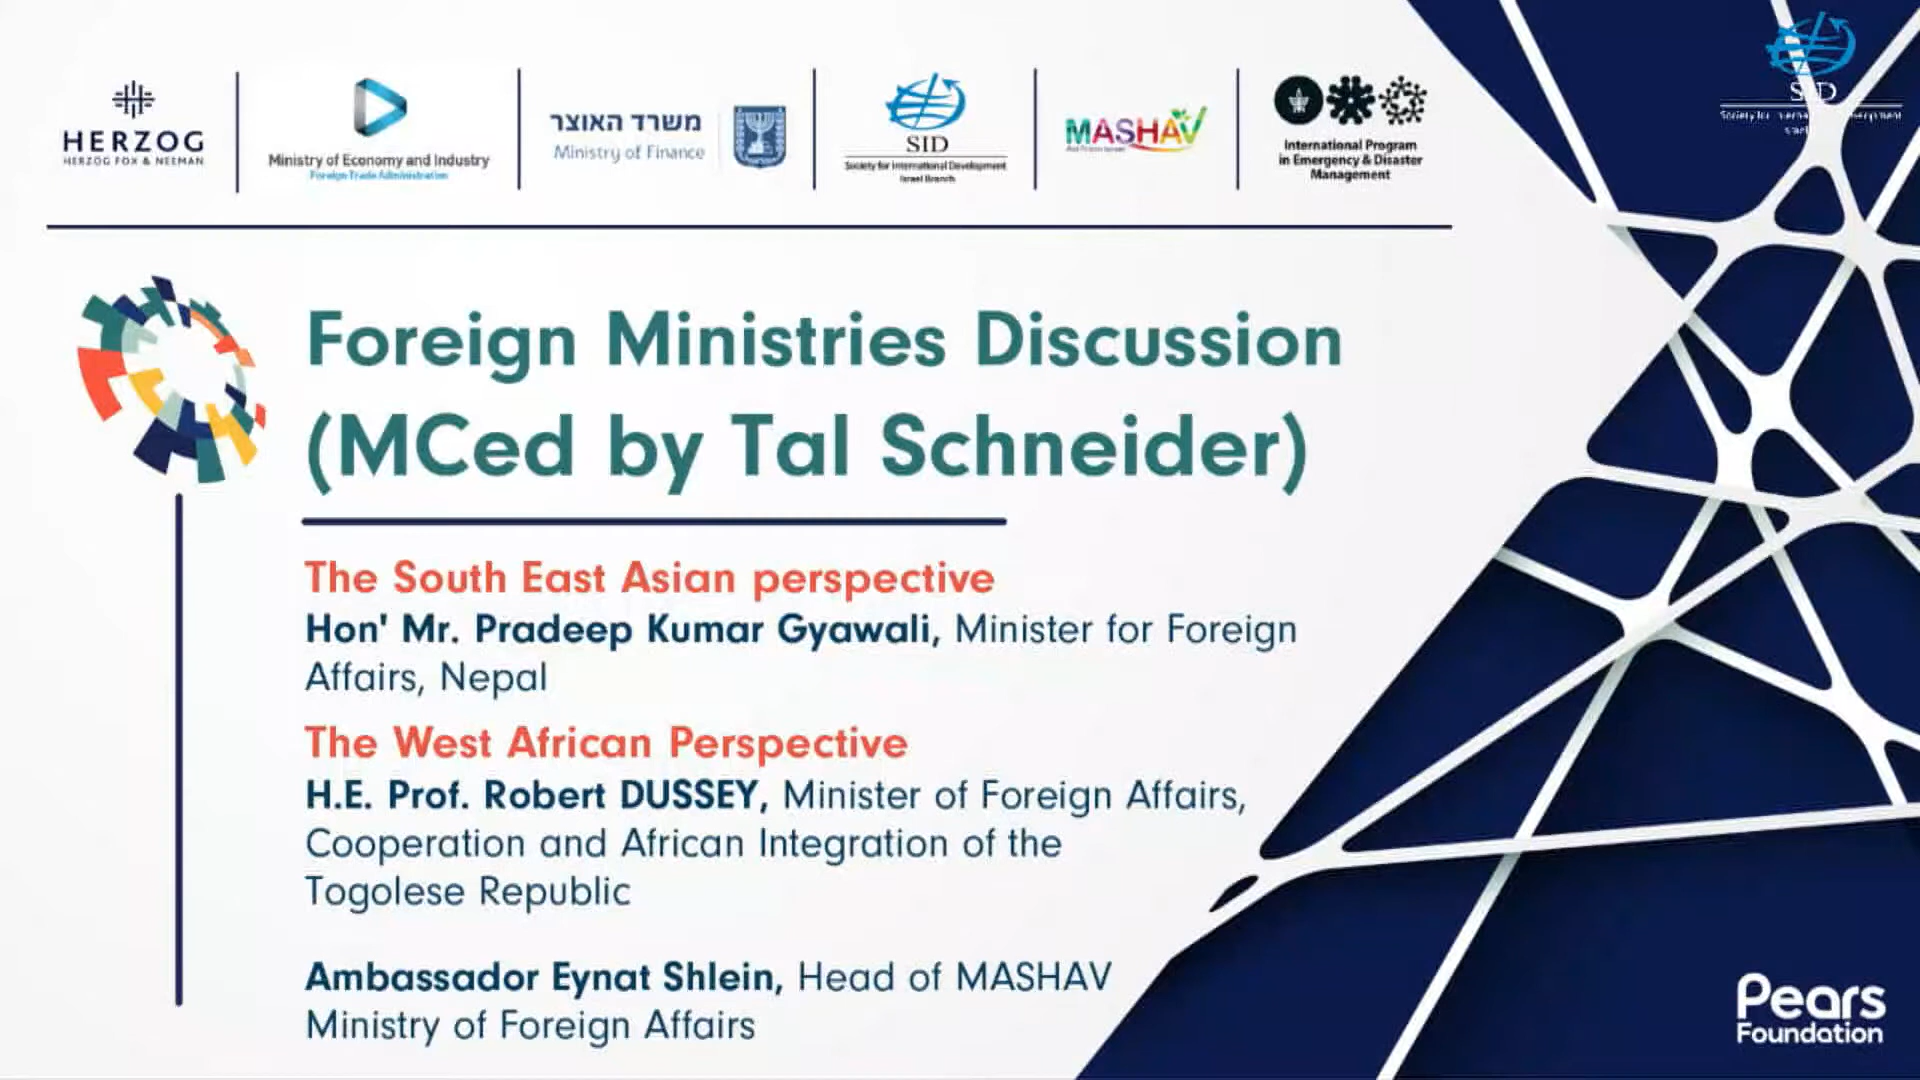 HERZOG
HERZOG FOX & NEEMAN
Ministry of Economy and Industry
Foreign Trade Administration
משרד האוצר
Ministry of Finance
SID
Society for International Development
Israel Branch
MASHAV
International Program
in Emergency & Disaster
Management
SID
Foreign Ministries Discussion
(MCed by Tal Schneider)
The South East Asian perspective
Hon' Mr. Pradeep Kumar Gyawali, Minister for Foreign
Affairs, Nepal
The West African Perspective
H.E. Prof. Robert DUSSEY, Minister of Foreign Affairs,
Cooperation and African Integration of the
Togolese Republic
Ambassador Eynat Shlein, Head of MASHAV
Ministry of Foreign Affairs
Pears
Foundation